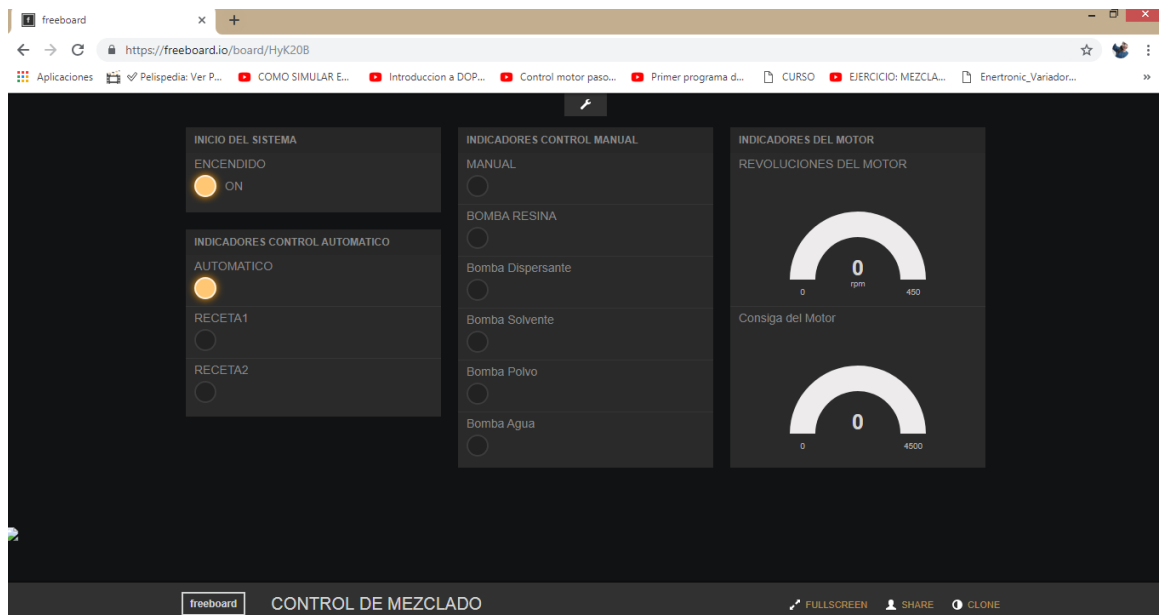 freeboard
https://freeboard.io/board/HyK20B
Aplicaciones Pelispedia: Ver P... COMO SIMULAR E... Introduccion a DOP... Control motor paso... Primer programa d... CURSO EJERCICIO: MEZCLA... Enertronic_Variador... »
INICIO DEL SISTEMA
ENCENDIDO
ON
INDICADORES CONTROL AUTOMATICO
AUTOMATICO
RECETA1
RECETA2
INDICADORES CONTROL MANUAL
MANUAL
BOMBA RESINA
Bomba Dispersante
Bomba Solvente
Bomba Polvo
Bomba Agua
INDICADORES DEL MOTOR
REVOLUCIONES DEL MOTOR
0
rpm
0 450
Consiga del Motor
0
0 4500
freeboard CONTROL DE MEZCLADO FULLSCREEN SHARE CLONE